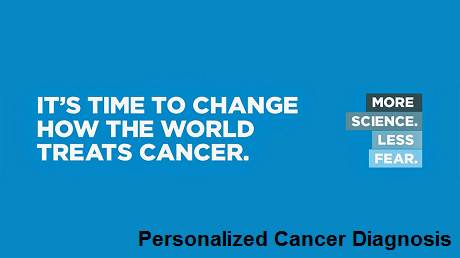 IT'S TIME TO CHANGE
HOW THE WORLD
TREATS CANCER.
MORE
SCIENCE.
LESS
FEAR.
Personalized Cancer Diagnosis